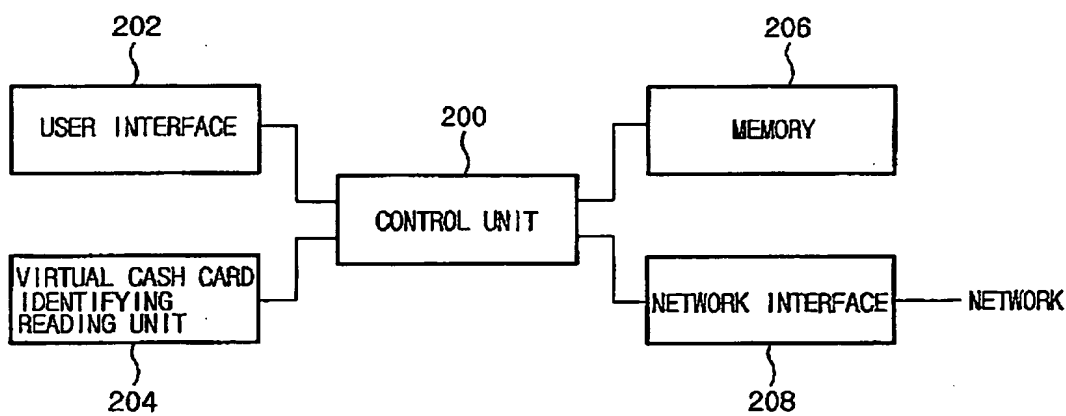 202
206
USER INTERFACE
200
MEMORY
CONTROL UNIT
VIRTUAL CASH CARD
IDENTIFYING
READING UNIT
NETWORK INTERFACE
NETWORK
204
208